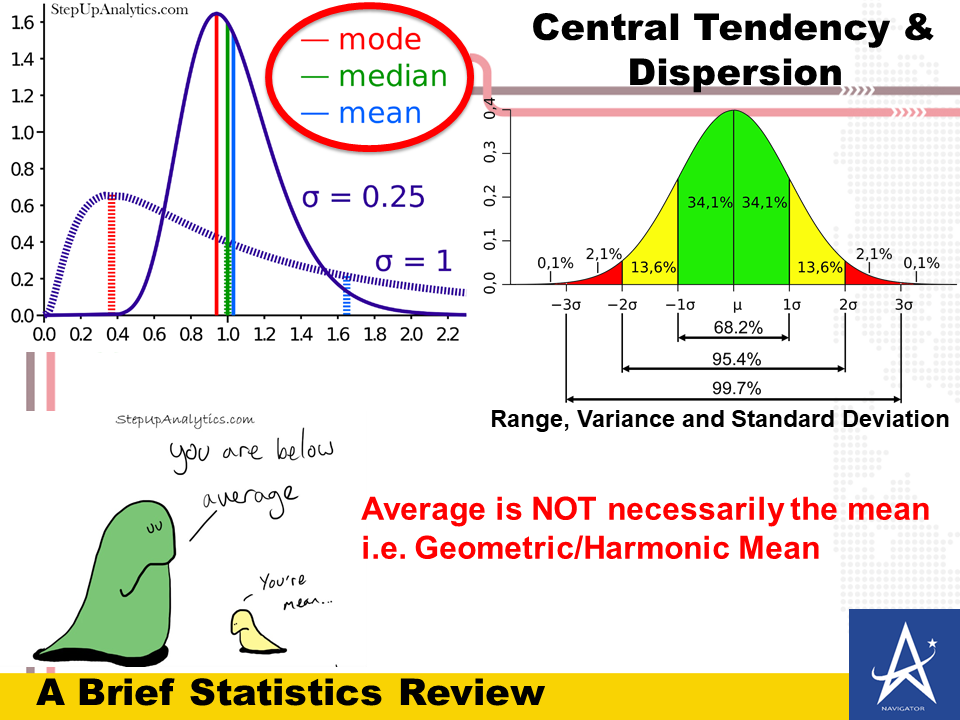 StepUpAnalytics.com
Central Tendency &
Dispersion
mode
median
mean
σ = 0.25
σ = 1
1.6
1.4
1.2
1.0
0.8
0.6
0.4
0.2
0.0
0.0 0.2 0.4 0.6 0.8 1.0 1.2 1.4 1.6 1.8 2.0 2.2
0,4
0,3
0,2
0,1
0.0
34,1% 34,1%
0,1% 2,1% 13,6% 13,6% 2,1% 0,1%
−3σ −2σ −1σ μ 1σ 2σ 3σ
68.2%
95.4%
99.7%
Range, Variance and Standard Deviation
StepUpAnalytics.com
you are below
average
You're
mean...
Average is NOT necessarily the mean
i.e. Geometric/Harmonic Mean
A Brief Statistics Review
NAVIGATOR